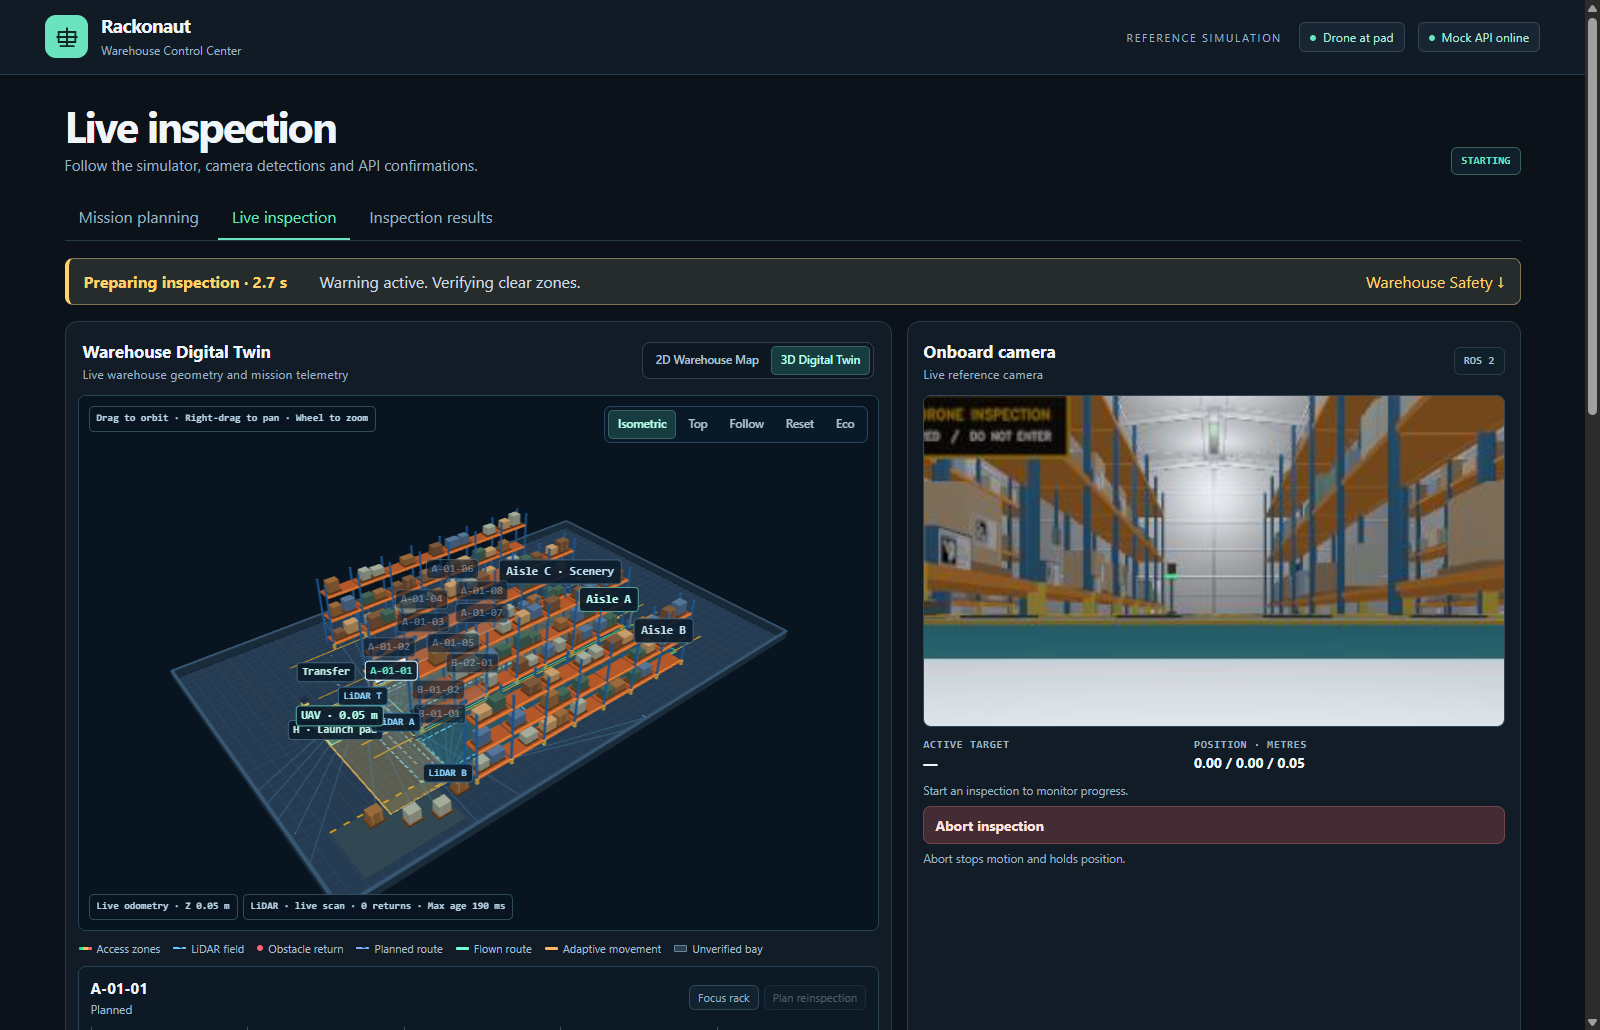 Rackonaut
Warehouse Control Center
REFERENCE SIMULATION
Drone at pad
Mock API online
Live inspection
Follow the simulator, camera detections and API confirmations.
STARTING
Mission planning
Live inspection
Inspection results
Preparing inspection · 2.7 s
Warning active. Verifying clear zones.
Warehouse Safety ↓
Warehouse Digital Twin
Live warehouse geometry and mission telemetry
2D Warehouse Map
3D Digital Twin
Drag to orbit · Right-drag to pan · Wheel to zoom
Isometric
Top
Follow
Reset
Eco
A-01-06
Aisle C · Scenery
A-01-08
A-01-04
Aisle A
A-01-07
A-01-03
Aisle B
A-01-05
A-01-02
B-02-01
Transfer
A-01-01
B-01-02
LiDAR T
UAV · 0.05 m
B-01-01
LiDAR A
H · Launch pad
LiDAR B
Live odometry · Z 0.05 m
LiDAR · live scan · 0 returns · Max age 190 ms
Access zones
LiDAR field
Obstacle return
Planned route
Flown route
Adaptive movement
Unverified bay
A-01-01
Planned
Focus rack
Plan reinspection
Onboard camera
Live reference camera
ROS 2
DRONE INSPECTION
/ DO NOT ENTER
ACTIVE TARGET
—
POSITION · METRES
0.00 / 0.00 / 0.05
Start an inspection to monitor progress.
Abort inspection
Abort stops motion and holds position.